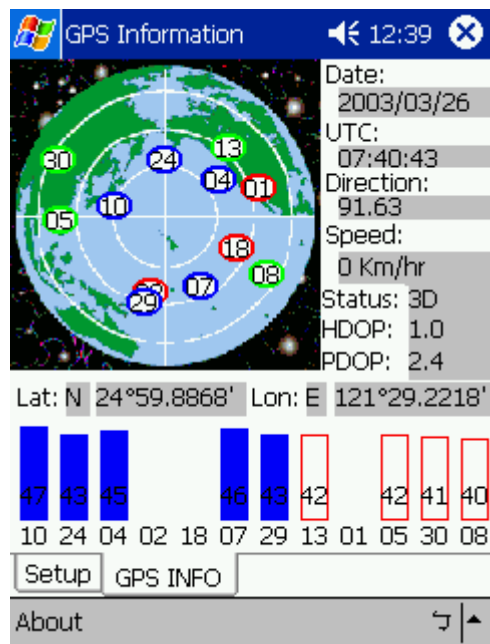 GPS Information 12:39
Date:
2003/03/26
UTC:
07:40:43
Direction:
91.63
Speed:
0 Km/hr
Status: 3D
HDOP: 1.0
PDOP: 2.4
24
13
30
04
01
10
05
18
08
07
29
Lat: N 24°59.8868' Lon: E 121°29.2218'
47 43 45 46 43 42 42 41 40
10 24 04 02 18 07 29 13 01 05 30 08
Setup GPS INFO
About